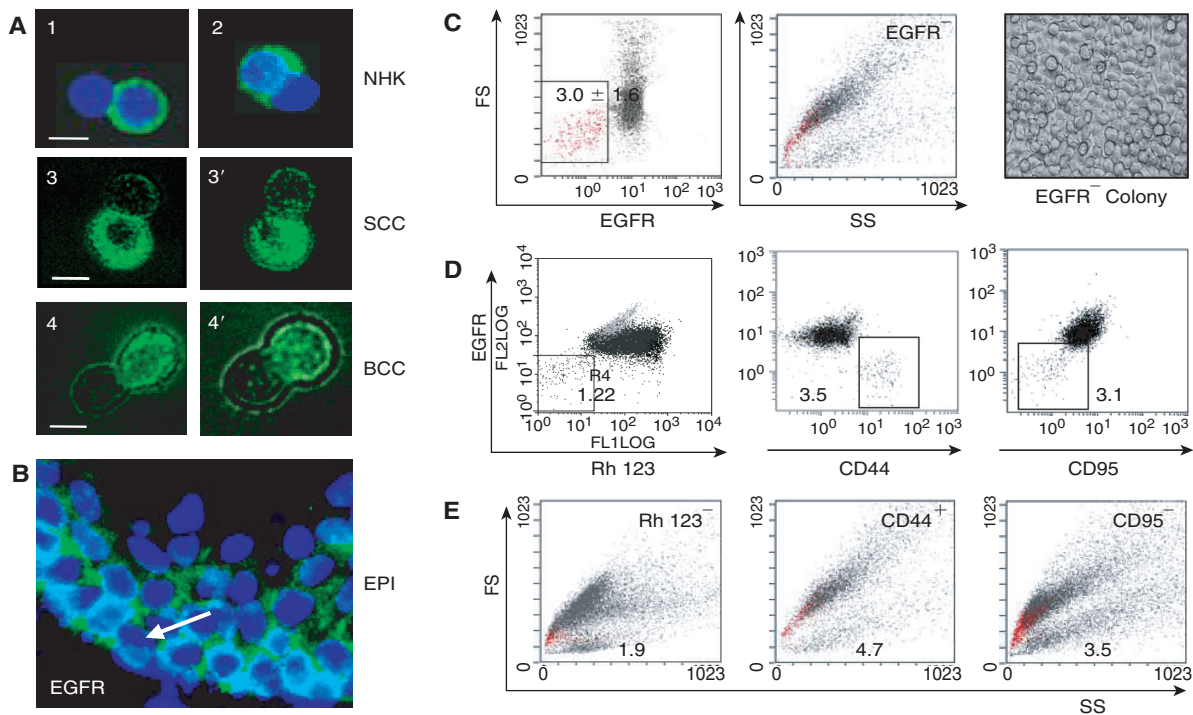 A
1
2
NHK
3
3′
SCC
4
4′
BCC
B
EGFR
EPI
C
FS
1023
0
3.0 ± 1.6
10⁰ 10¹ 10² 10³
EGFR
1023
EGFR⁻
0
0 1023
SS
EGFR⁻ Colony
D
EGFR
FL2LOG
10⁰ 10¹ 10² 10³ 10⁴
R4
1.22
10⁰ 10¹ 10² 10³ 10⁴
FL1LOG
Rh 123
10³
10²
10¹
10⁰
3.5
10⁰ 10¹ 10² 10³
CD44
10³
10²
10¹
10⁰
3.1
10⁰ 10¹ 10² 10³
CD95
E
FS
1023
Rh 123⁻
0
1.9
0 1023
1023
CD44⁺
0
4.7
0 1023
1023
CD95⁻
0
3.5
0 1023
SS